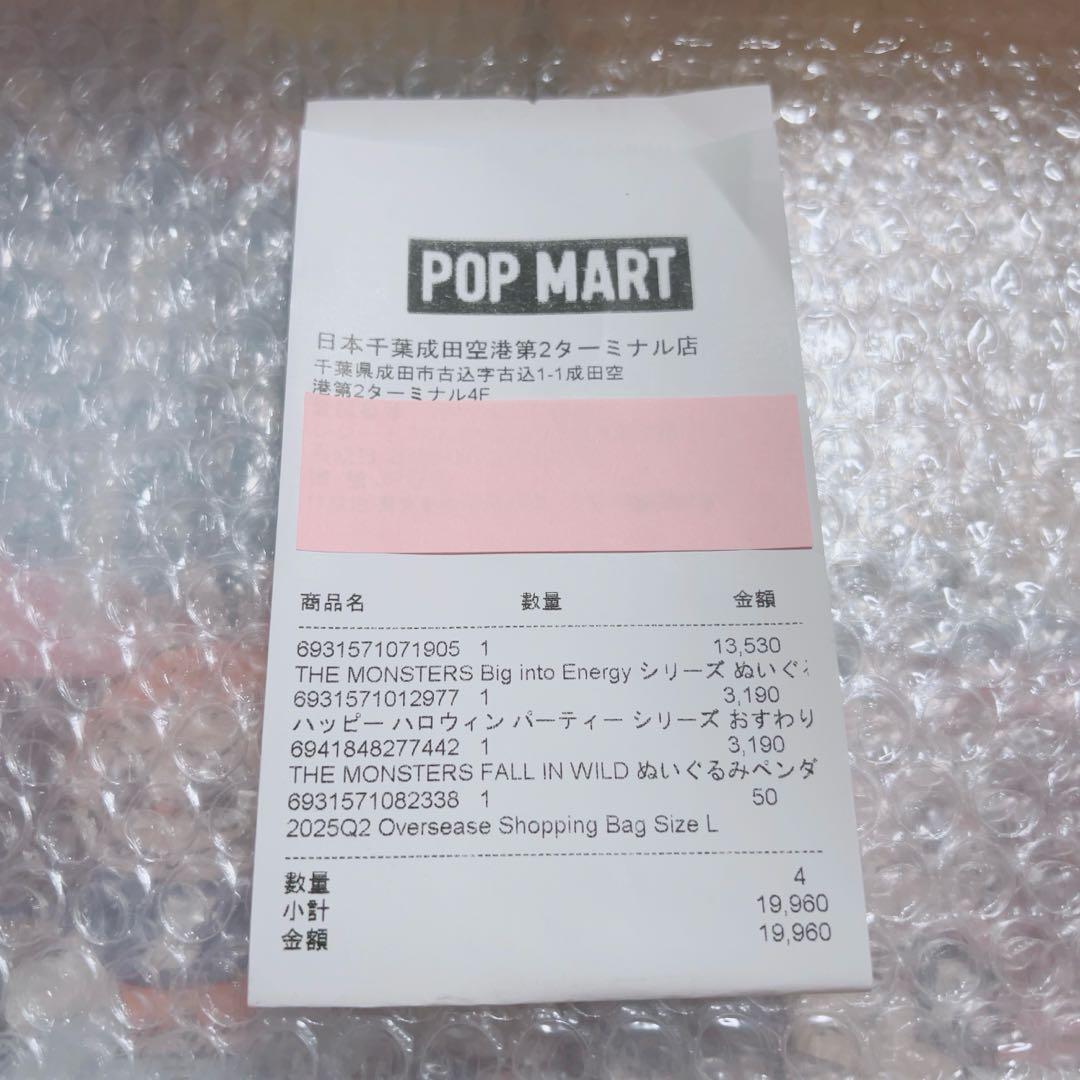 POP MART
日本千葉成田空港第2ターミナル店
千葉県成田市古込字古込1-1成田空
港第2ターミナル4F
商品名 數量 金額
6931571071905 1 13,530
THE MONSTERS Big into Energy シリーズ ぬいぐ
6931571012977 1 3,190
ハッピー ハロウィン パーティー シリーズ おすわり
6941848277442 1 3,190
THE MONSTERS FALL IN WILD ぬいぐるみペンダ
6931571082338 1 50
2025Q2 Oversease Shopping Bag Size L
數量 4
小計 19,960
金額 19,960